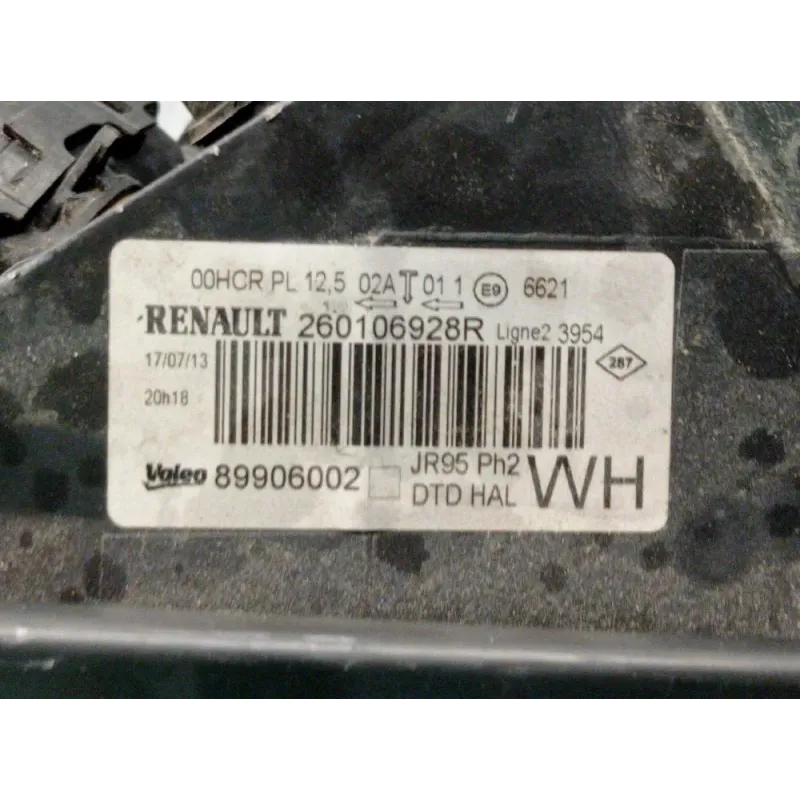 00HCR PL 12,5 02A 01 1 E9 6621
RENAULT 260106928R Ligne2 3954
17/07/13
287
20h18
Valeo 89906002 JR95 Ph2
DTD HAL WH